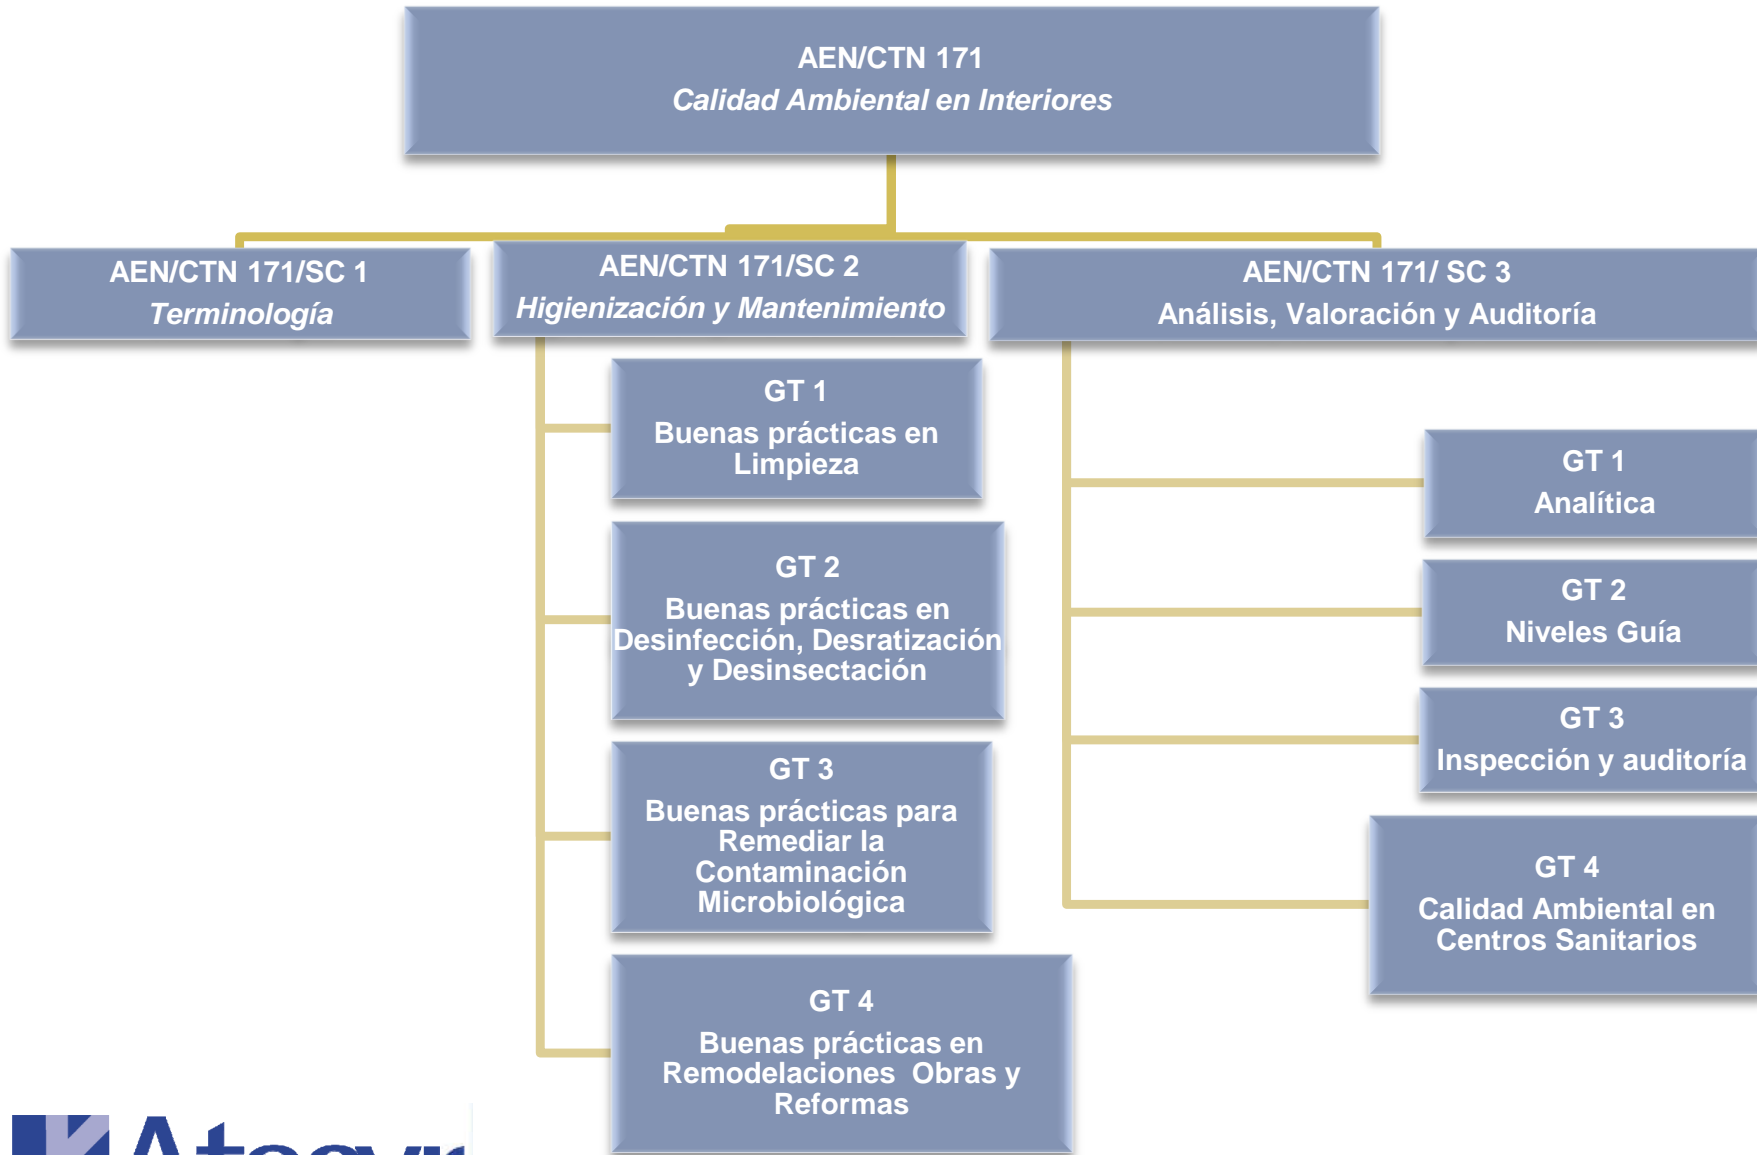 AEN/CTN 171
Calidad Ambiental en Interiores
AEN/CTN 171/SC 1
Terminología
AEN/CTN 171/SC 2
Higienización y Mantenimiento
AEN/CTN 171/ SC 3
Análisis, Valoración y Auditoría
GT 1
Buenas prácticas en
Limpieza
GT 2
Buenas prácticas en
Desinfección, Desratización
y Desinsectación
GT 3
Buenas prácticas para
Remediar la
Contaminación
Microbiológica
GT 4
Buenas prácticas en
Remodelaciones  Obras y
Reformas
GT 1
Analítica
GT 2
Niveles Guía
GT 3
Inspección y auditoría
GT 4
Calidad Ambiental en
Centros Sanitarios